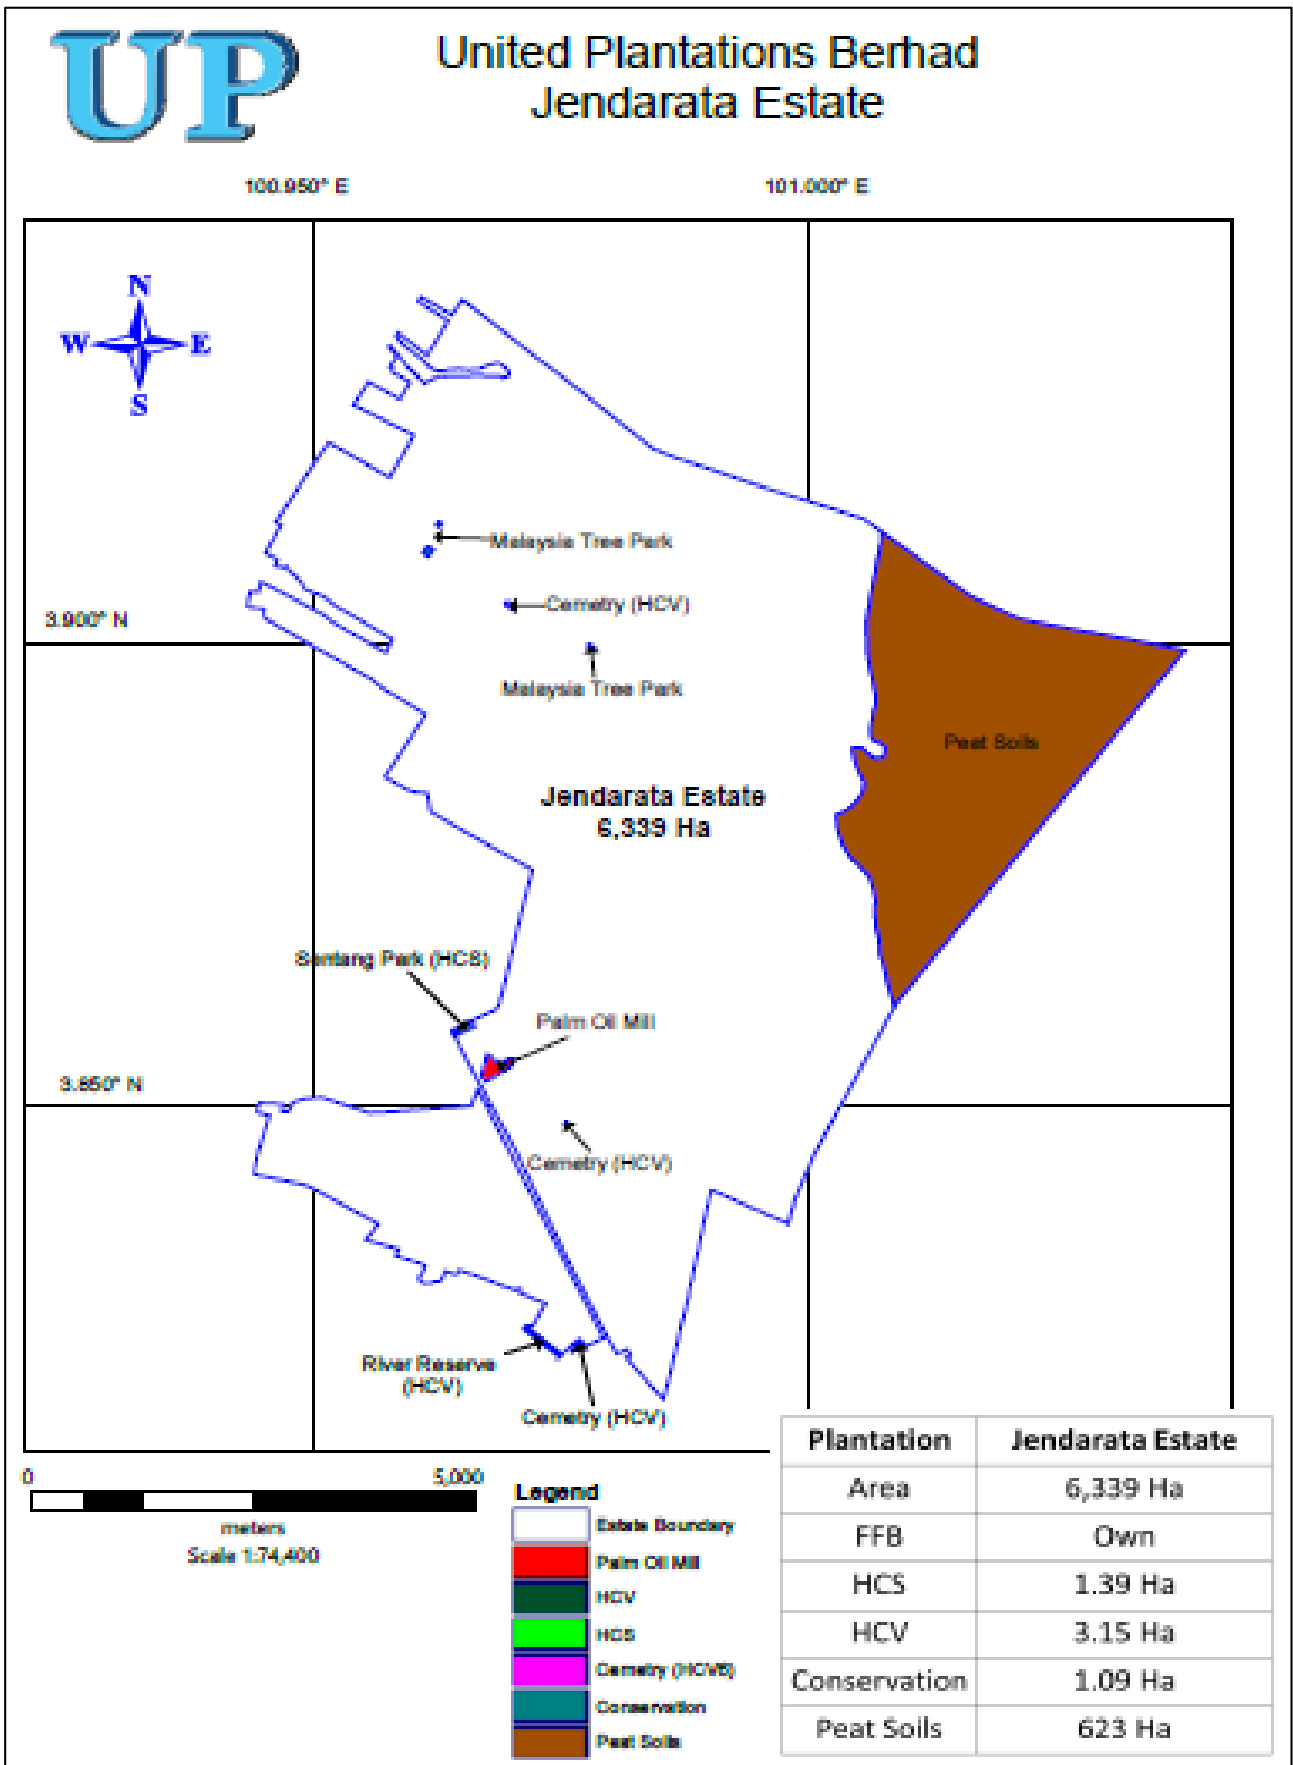 UP
United Plantations Berhad
Jendarata Estate
100.950° E
101.000° E
N
W
E
S
Malaysia Tree Park
Cemetry (HCV)
3.900° N
Malaysia Tree Park
Peat Soils
Jendarata Estate
6,339 Ha
Sentang Park (HCS)
Palm Oil Mill
3.850° N
Cemetry (HCV)
River Reserve
(HCV)
Cemetry (HCV)
0
5,000
meters
Scale 1:74,400
Legend
Estate Boundary
Palm Oil Mill
HCV
HCS
Cemetry (HCV6)
Conservation
Peat Soils
Plantation Jendarata Estate
Area 6,339 Ha
FFB Own
HCS 1.39 Ha
HCV 3.15 Ha
Conservation 1.09 Ha
Peat Soils 623 Ha